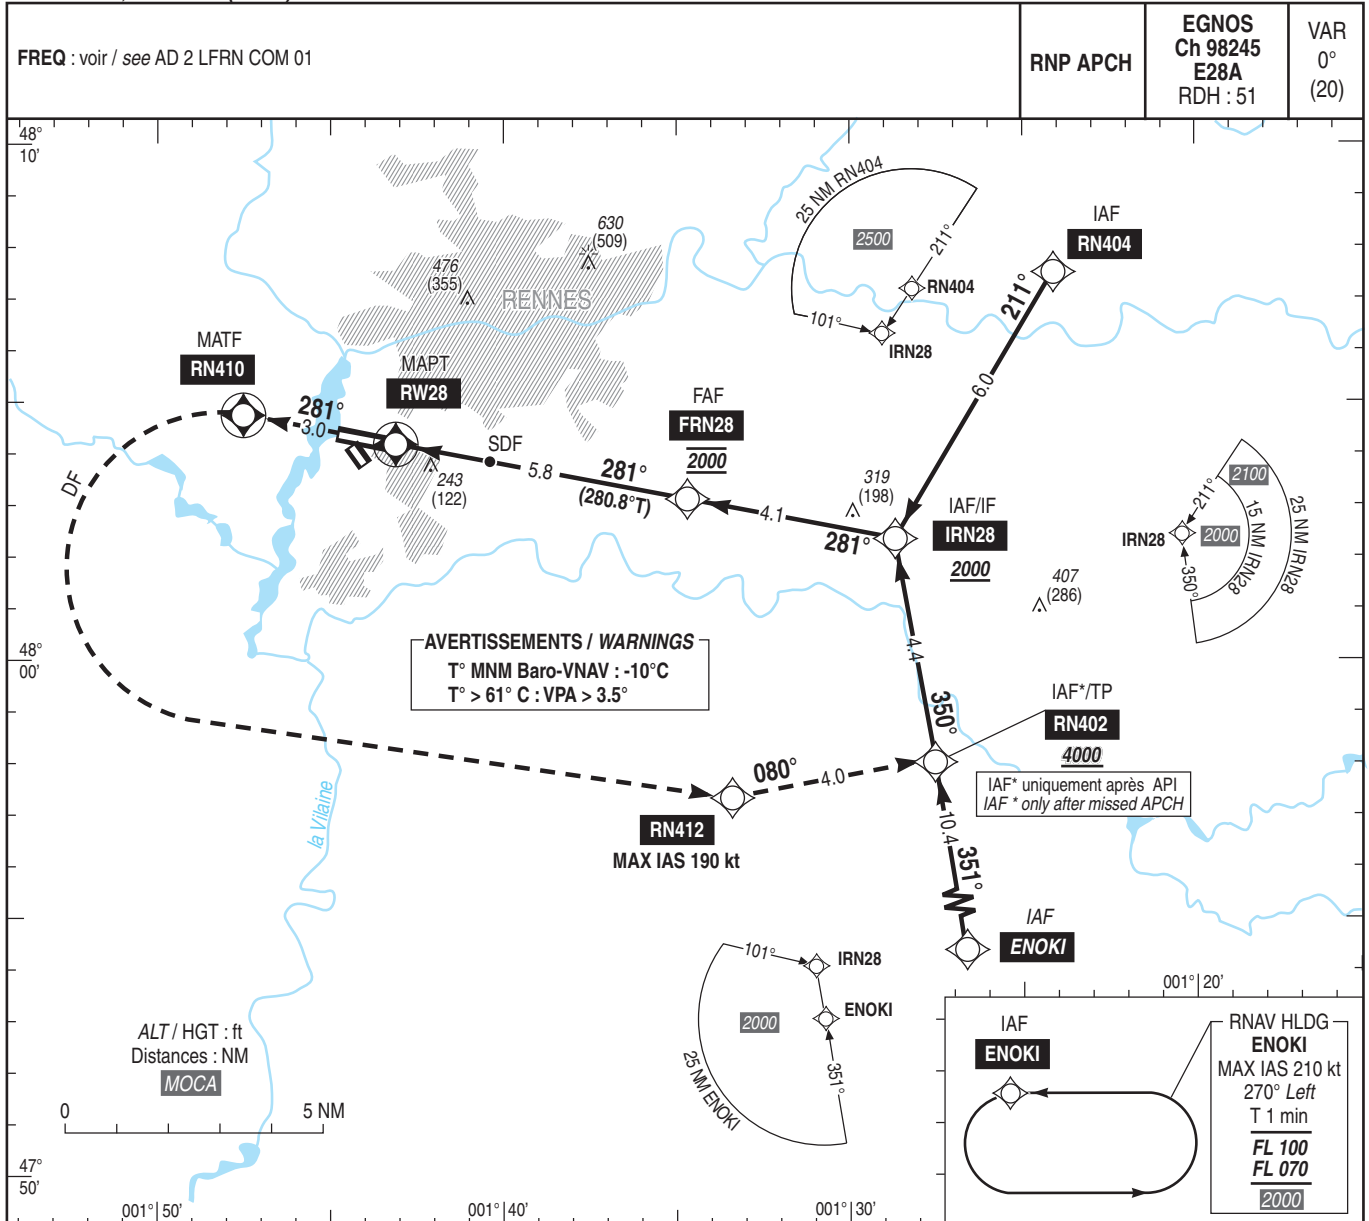 FREQ : voir / see AD 2 LFRN COM 01
RNP APCH
EGNOS
Ch 98245
E28A
RDH : 51
VAR
0°
(20)
48°
10'
25 NM RN404
2500
211°
RN404
101°
IRN28
IAF
RN404
211°
6.0
630
(509)
476
(355)
RENNES
MATF
RN410
MAPT
RW28
281°
3.0
SDF
5.8
243
(122)
FAF
FRN28
2000
281°
(280.8°T)
4.1
319
(198)
281°
IAF/IF
IRN28
2000
407
(286)
2100
211°
IRN28
2000
350°
15 NM IRN28
25 NM IRN28
DF
48°
00'
AVERTISSEMENTS / WARNINGS
T° MNM Baro-VNAV : -10°C
T° > 61° C : VPA > 3.5°
4.4
350°
IAF*/TP
RN402
4000
IAF* uniquement après API
IAF * only after missed APCH
080°
4.0
RN412
MAX IAS 190 kt
la Vilaine
10.4
351°
IAF
ENOKI
101°
IRN28
ENOKI
2000
351°
25 NM ENOKI
ALT / HGT : ft
Distances : NM
MOCA
0
5 NM
001° 20'
IAF
ENOKI
RNAV HLDG
ENOKI
MAX IAS 210 kt
270° Left
T 1 min
FL 100
FL 070
2000
47°
50'
001° 50'
001° 40'
001° 30'